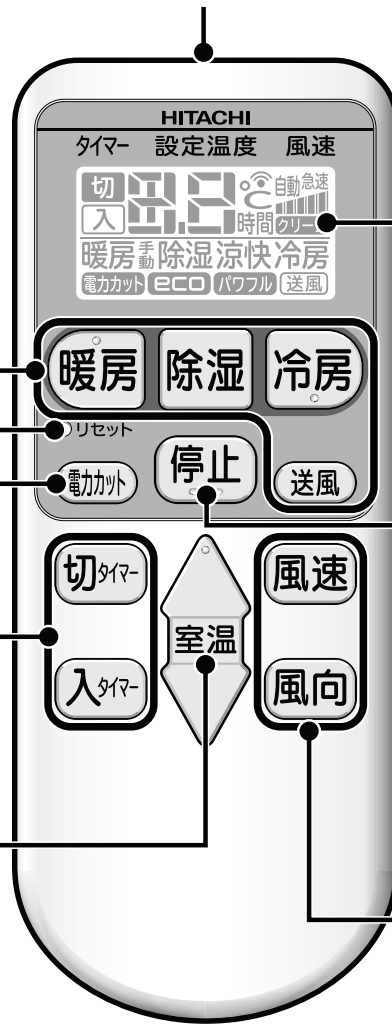 HITACHI
タイマー 設定温度 風速
切 8.8 ℃ 自動 急速
入 時間 クリーン
暖房 手動 除湿 涼快 冷房
電力カット eco パワフル 送風
暖房 除湿 冷房
リセット
電力カット 停止 送風
切タイマー 風速
室温
入タイマー 風向